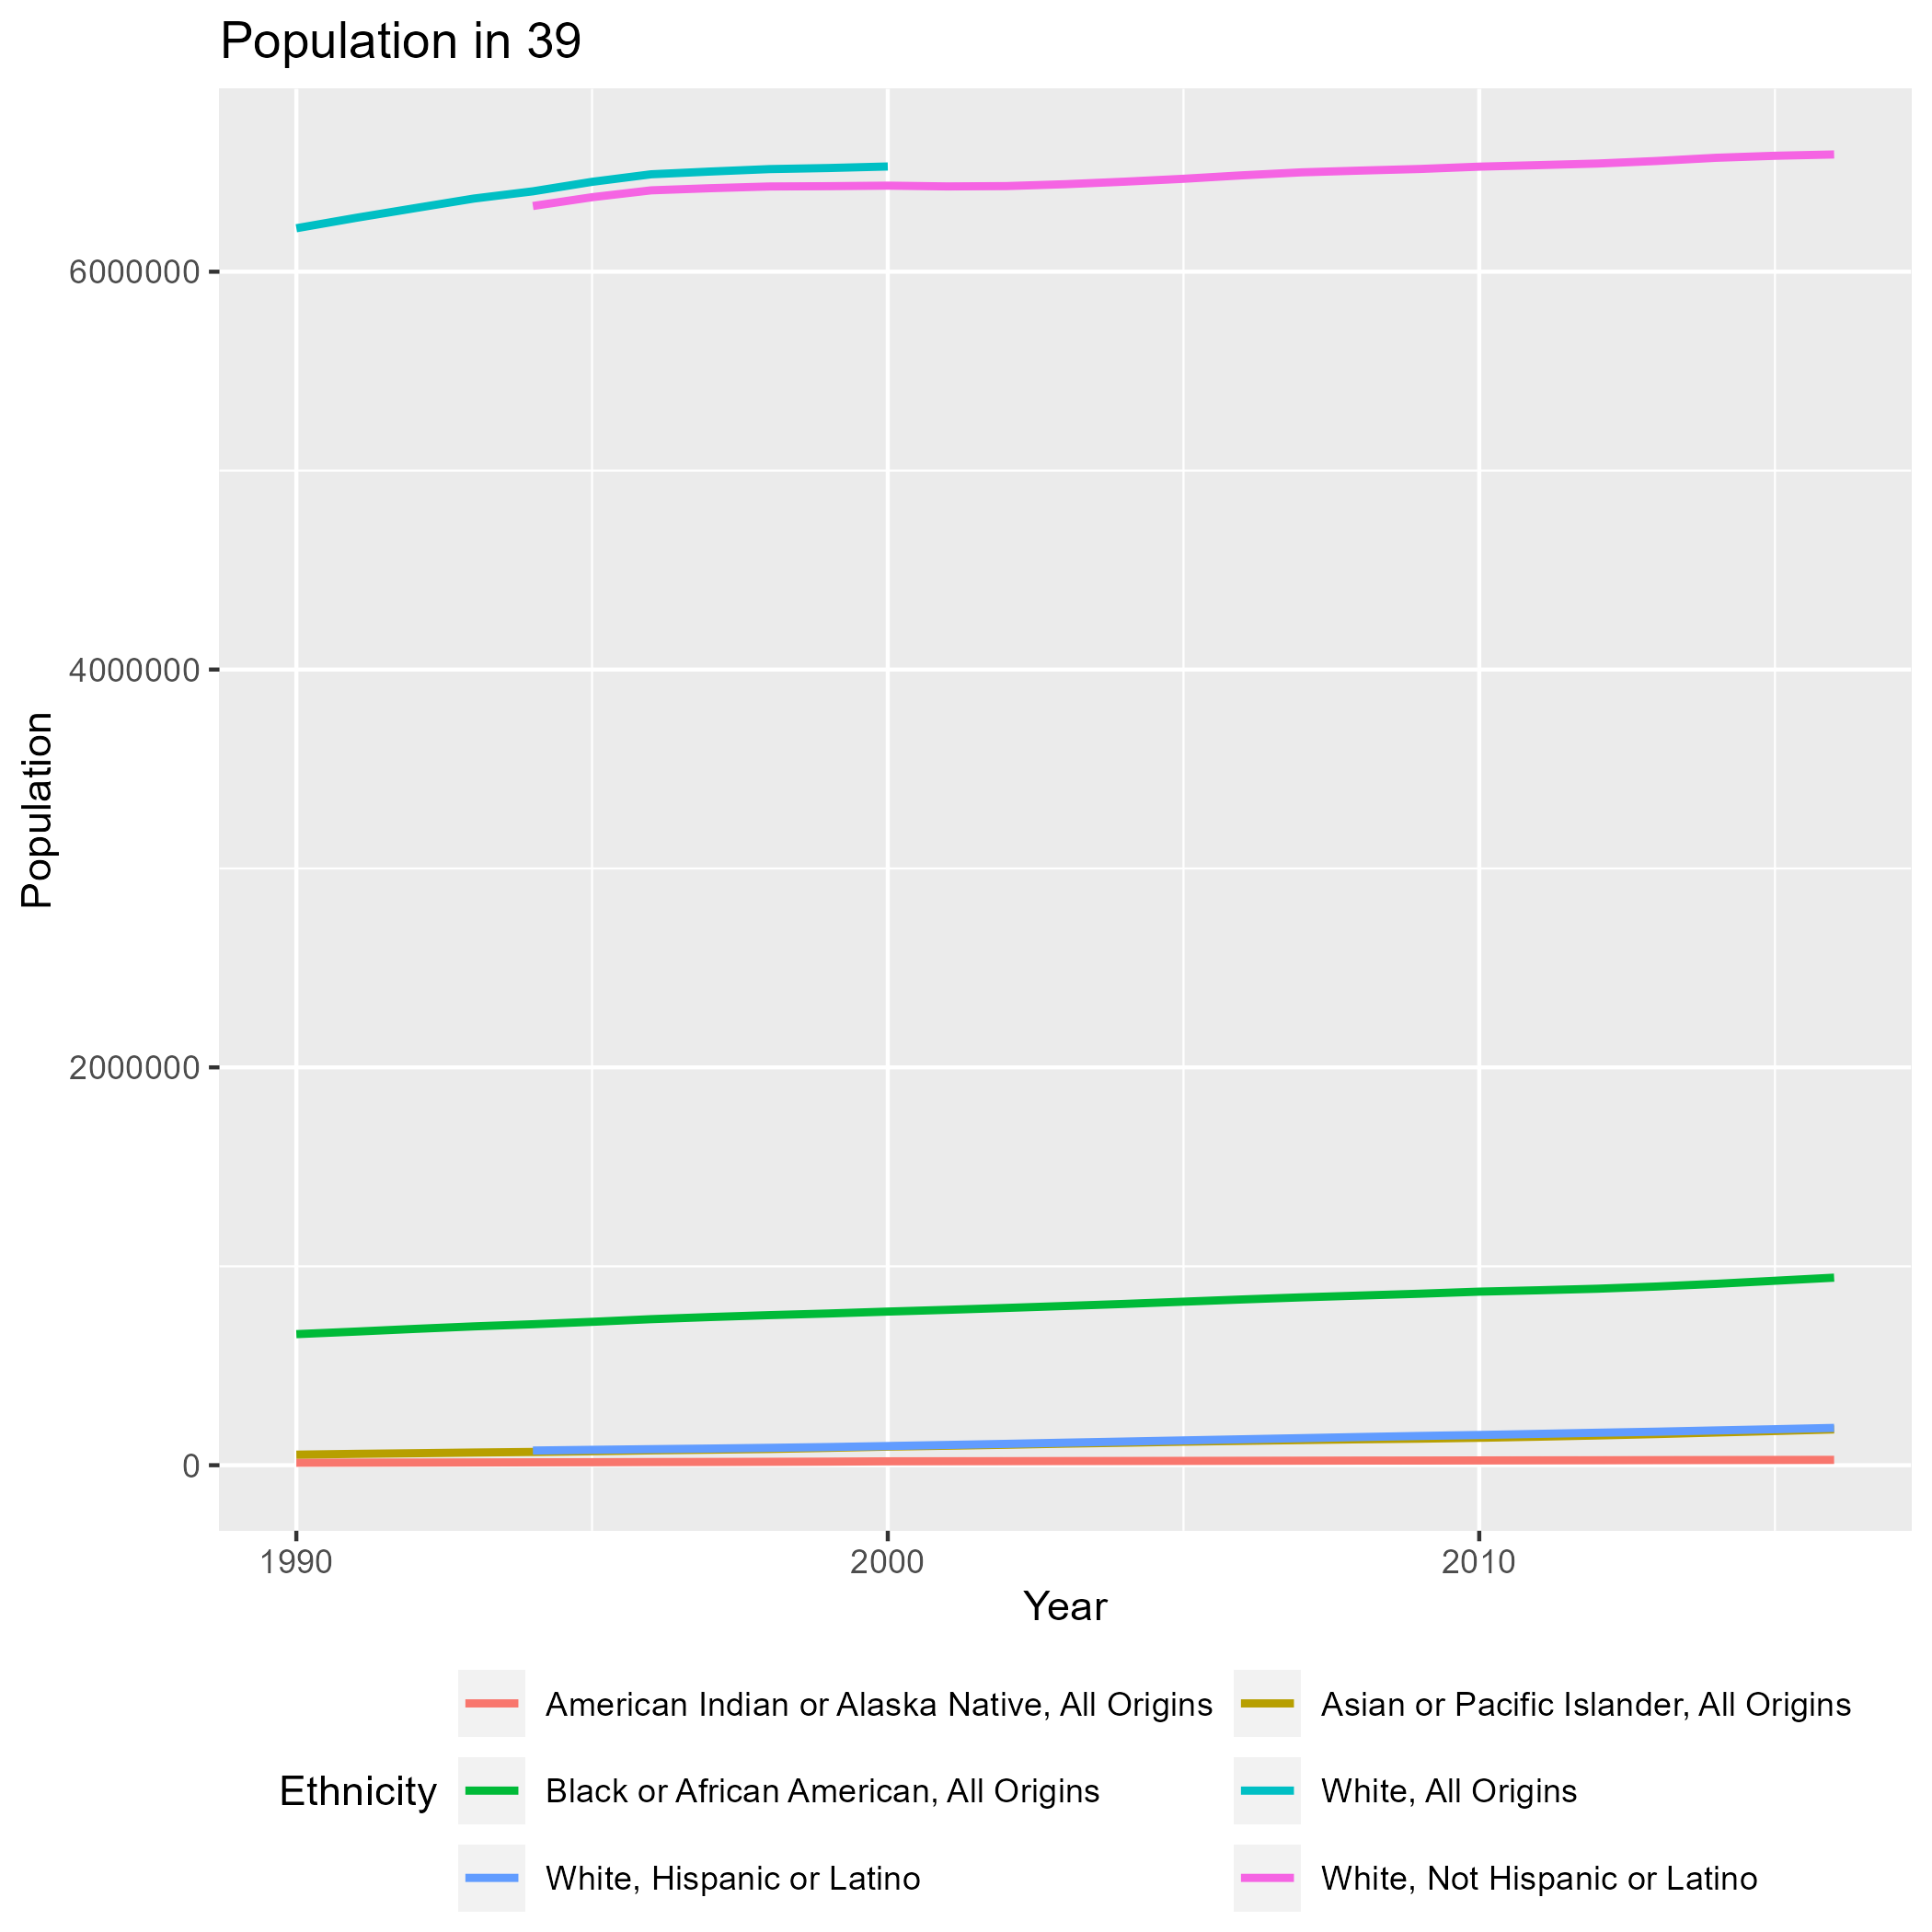 Population in 39
Population
6000000
4000000
2000000
0
1990 2000 2010
Year
Ethnicity
American Indian or Alaska Native, All Origins
Asian or Pacific Islander, All Origins
Black or African American, All Origins
White, All Origins
White, Hispanic or Latino
White, Not Hispanic or Latino